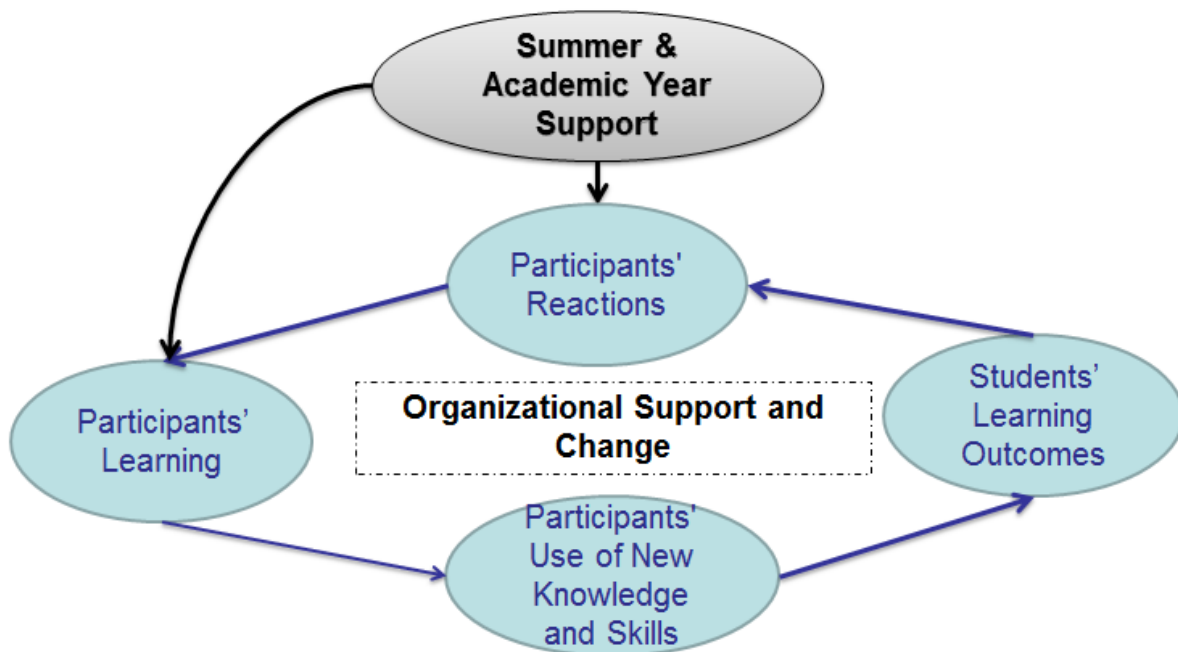 Summer &
Academic Year
Support
Participants'
Reactions
Participants’
Learning
Organizational Support and
Change
Students’
Learning
Outcomes
Participants'
Use of New
Knowledge
and Skills